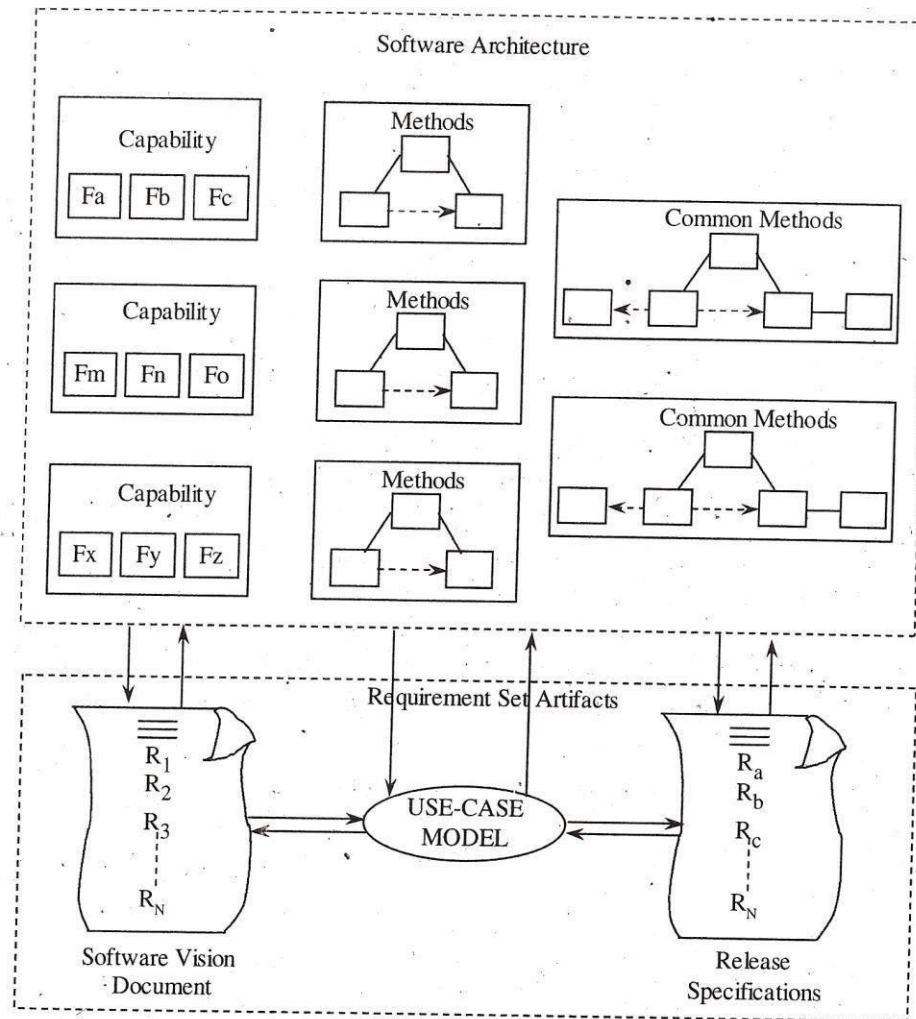 Software Architecture
Capability
Fa Fb Fc
Methods
Common Methods
Capability
Fm Fn Fo
Methods
Common Methods
Capability
Fx Fy Fz
Methods
Requirement Set Artifacts
R1
R2
R3
RN
Software Vision
Document
USE-CASE
MODEL
Ra
Rb
Rc
RN
Release
Specifications